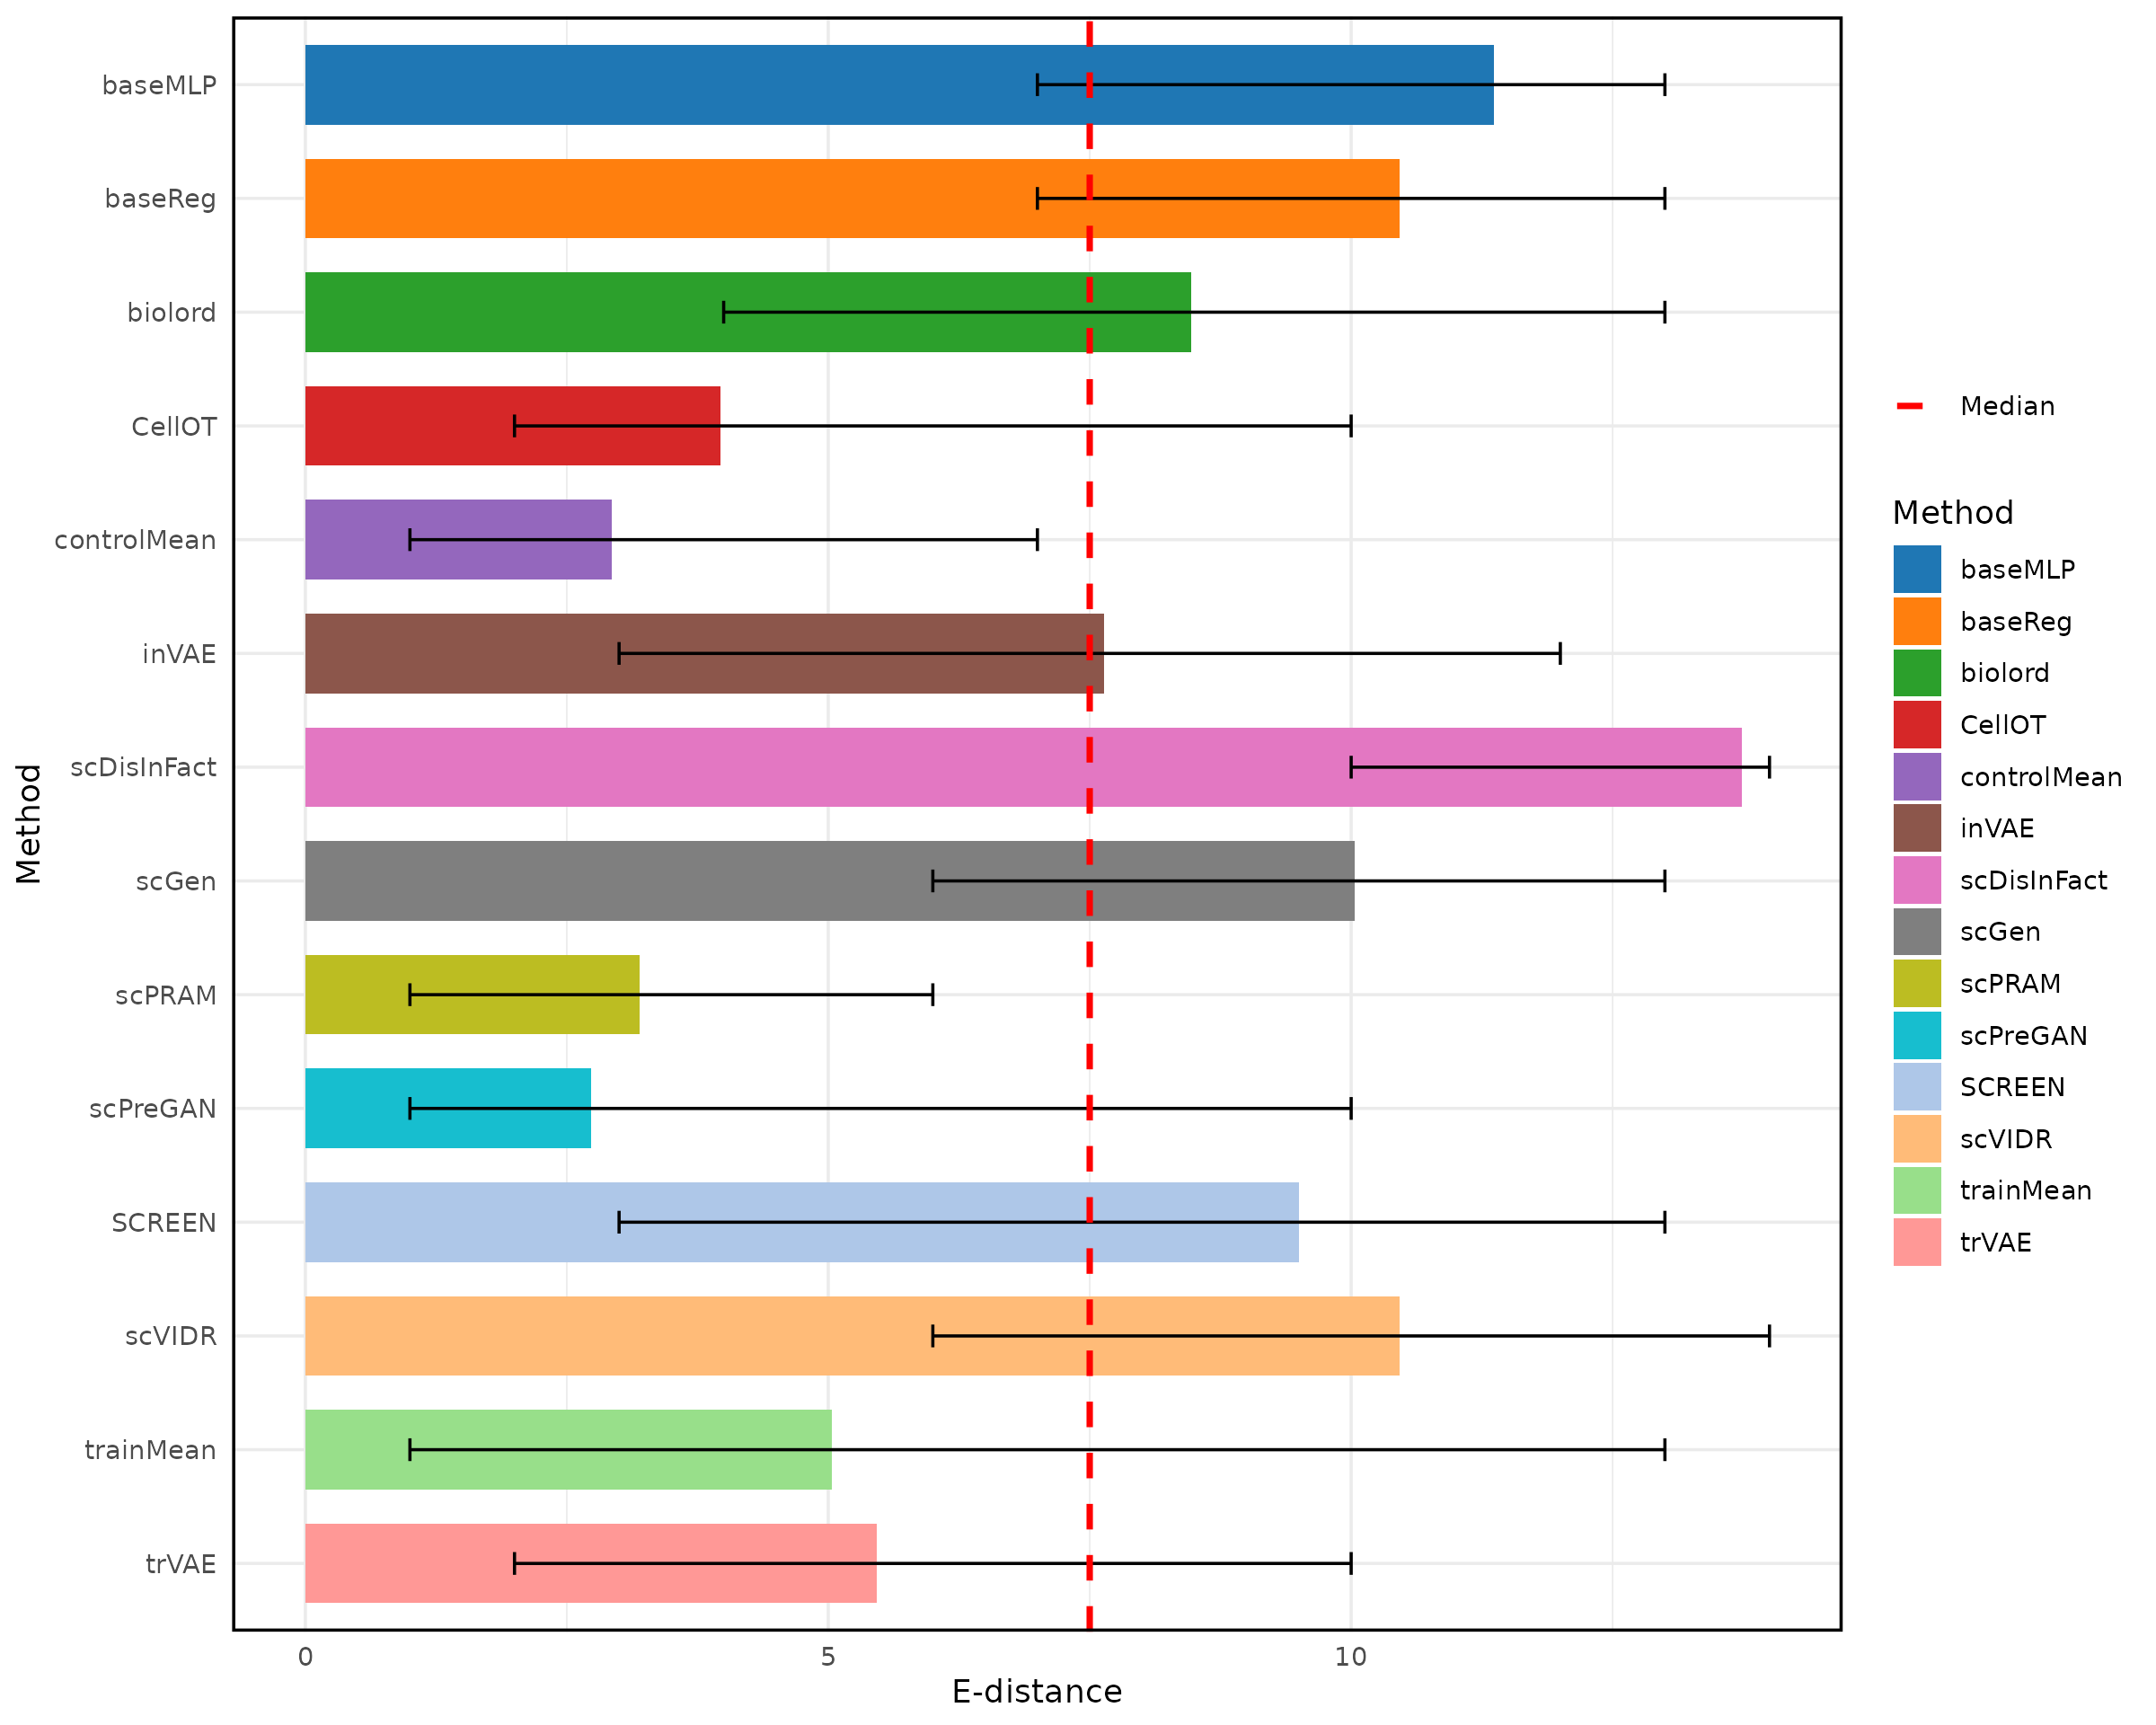 Method
baseMLP
baseReg
biolord
CellOT
controlMean
inVAE
scDisInFact
scGen
scPRAM
scPreGAN
SCREEN
scVIDR
trainMean
trVAE
0 5 10
E-distance
Median
Method
baseMLP
baseReg
biolord
CellOT
controlMean
inVAE
scDisInFact
scGen
scPRAM
scPreGAN
SCREEN
scVIDR
trainMean
trVAE